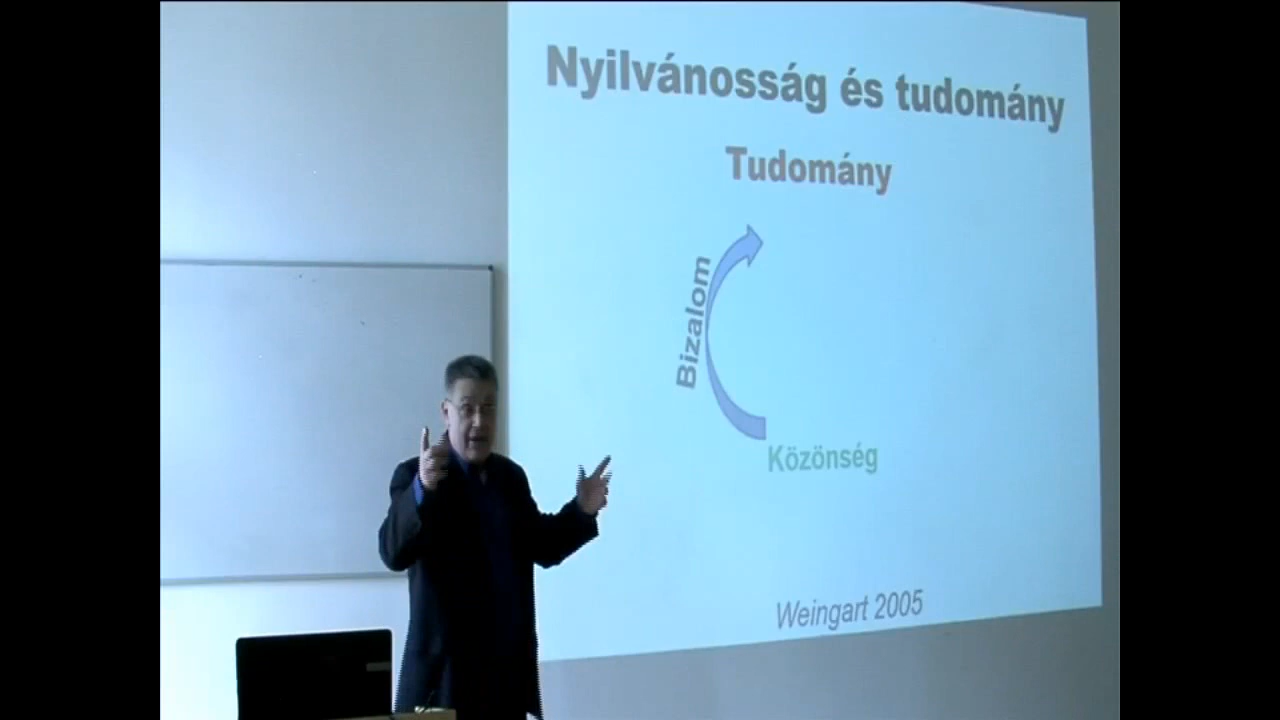 Nyilvánosság és tudomány
Tudomány
Bizalom
Közönség
Weingart 2005